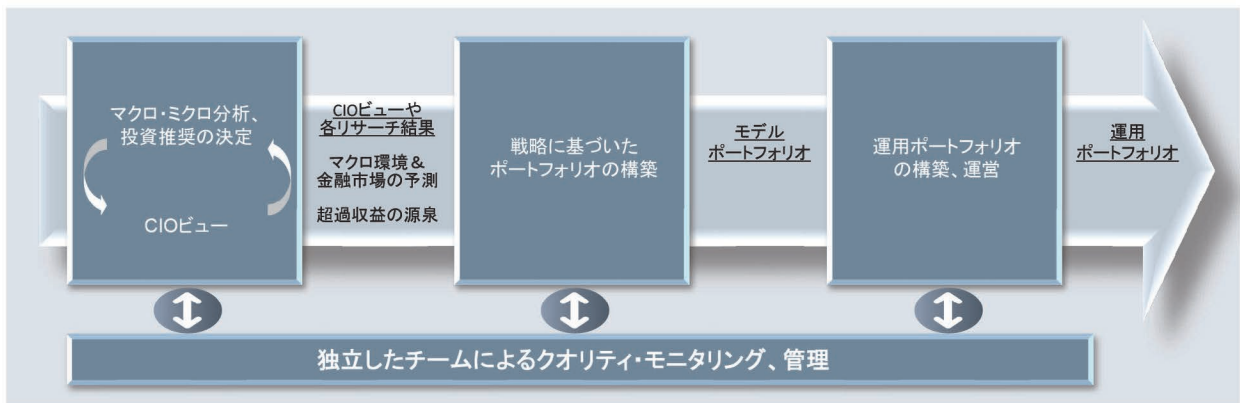 マクロ・ミクロ分析、
投資推奨の決定
CIOビュー
CIOビューや
各リサーチ結果
マクロ環境&
金融市場の予測
超過収益の源泉
戦略に基づいた
ポートフォリオの構築
モデル
ポートフォリオ
運用ポートフォリオ
の構築、運営
運用
ポートフォリオ
独立したチームによるクオリティ・モニタリング、管理